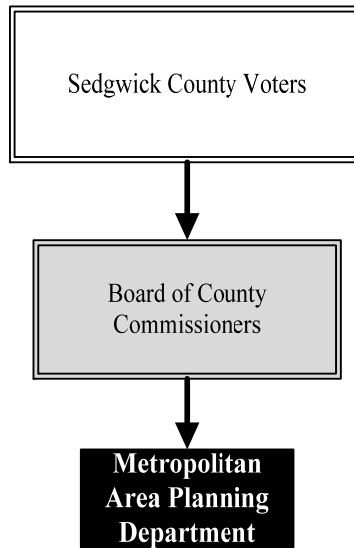 Sedgwick County Voters
Board of County
Commissioners
Metropolitan
Area Planning
Department